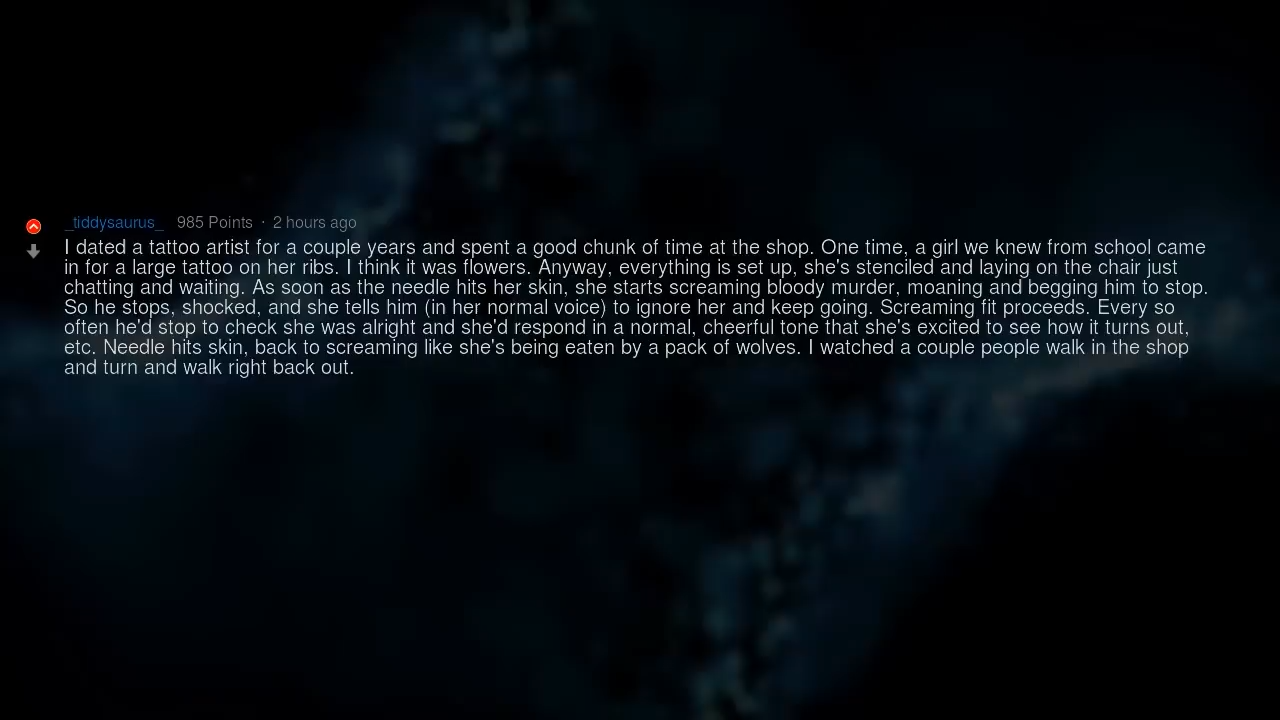 _tiddysaurus_ 985 Points · 2 hours ago
I dated a tattoo artist for a couple years and spent a good chunk of time at the shop. One time, a girl we knew from school came
in for a large tattoo on her ribs. I think it was flowers. Anyway, everything is set up, she's stenciled and laying on the chair just
chatting and waiting. As soon as the needle hits her skin, she starts screaming bloody murder, moaning and begging him to stop.
So he stops, shocked, and she tells him (in her normal voice) to ignore her and keep going. Screaming fit proceeds. Every so
often he'd stop to check she was alright and she'd respond in a normal, cheerful tone that she's excited to see how it turns out,
etc. Needle hits skin, back to screaming like she's being eaten by a pack of wolves. I watched a couple people walk in the shop
and turn and walk right back out.